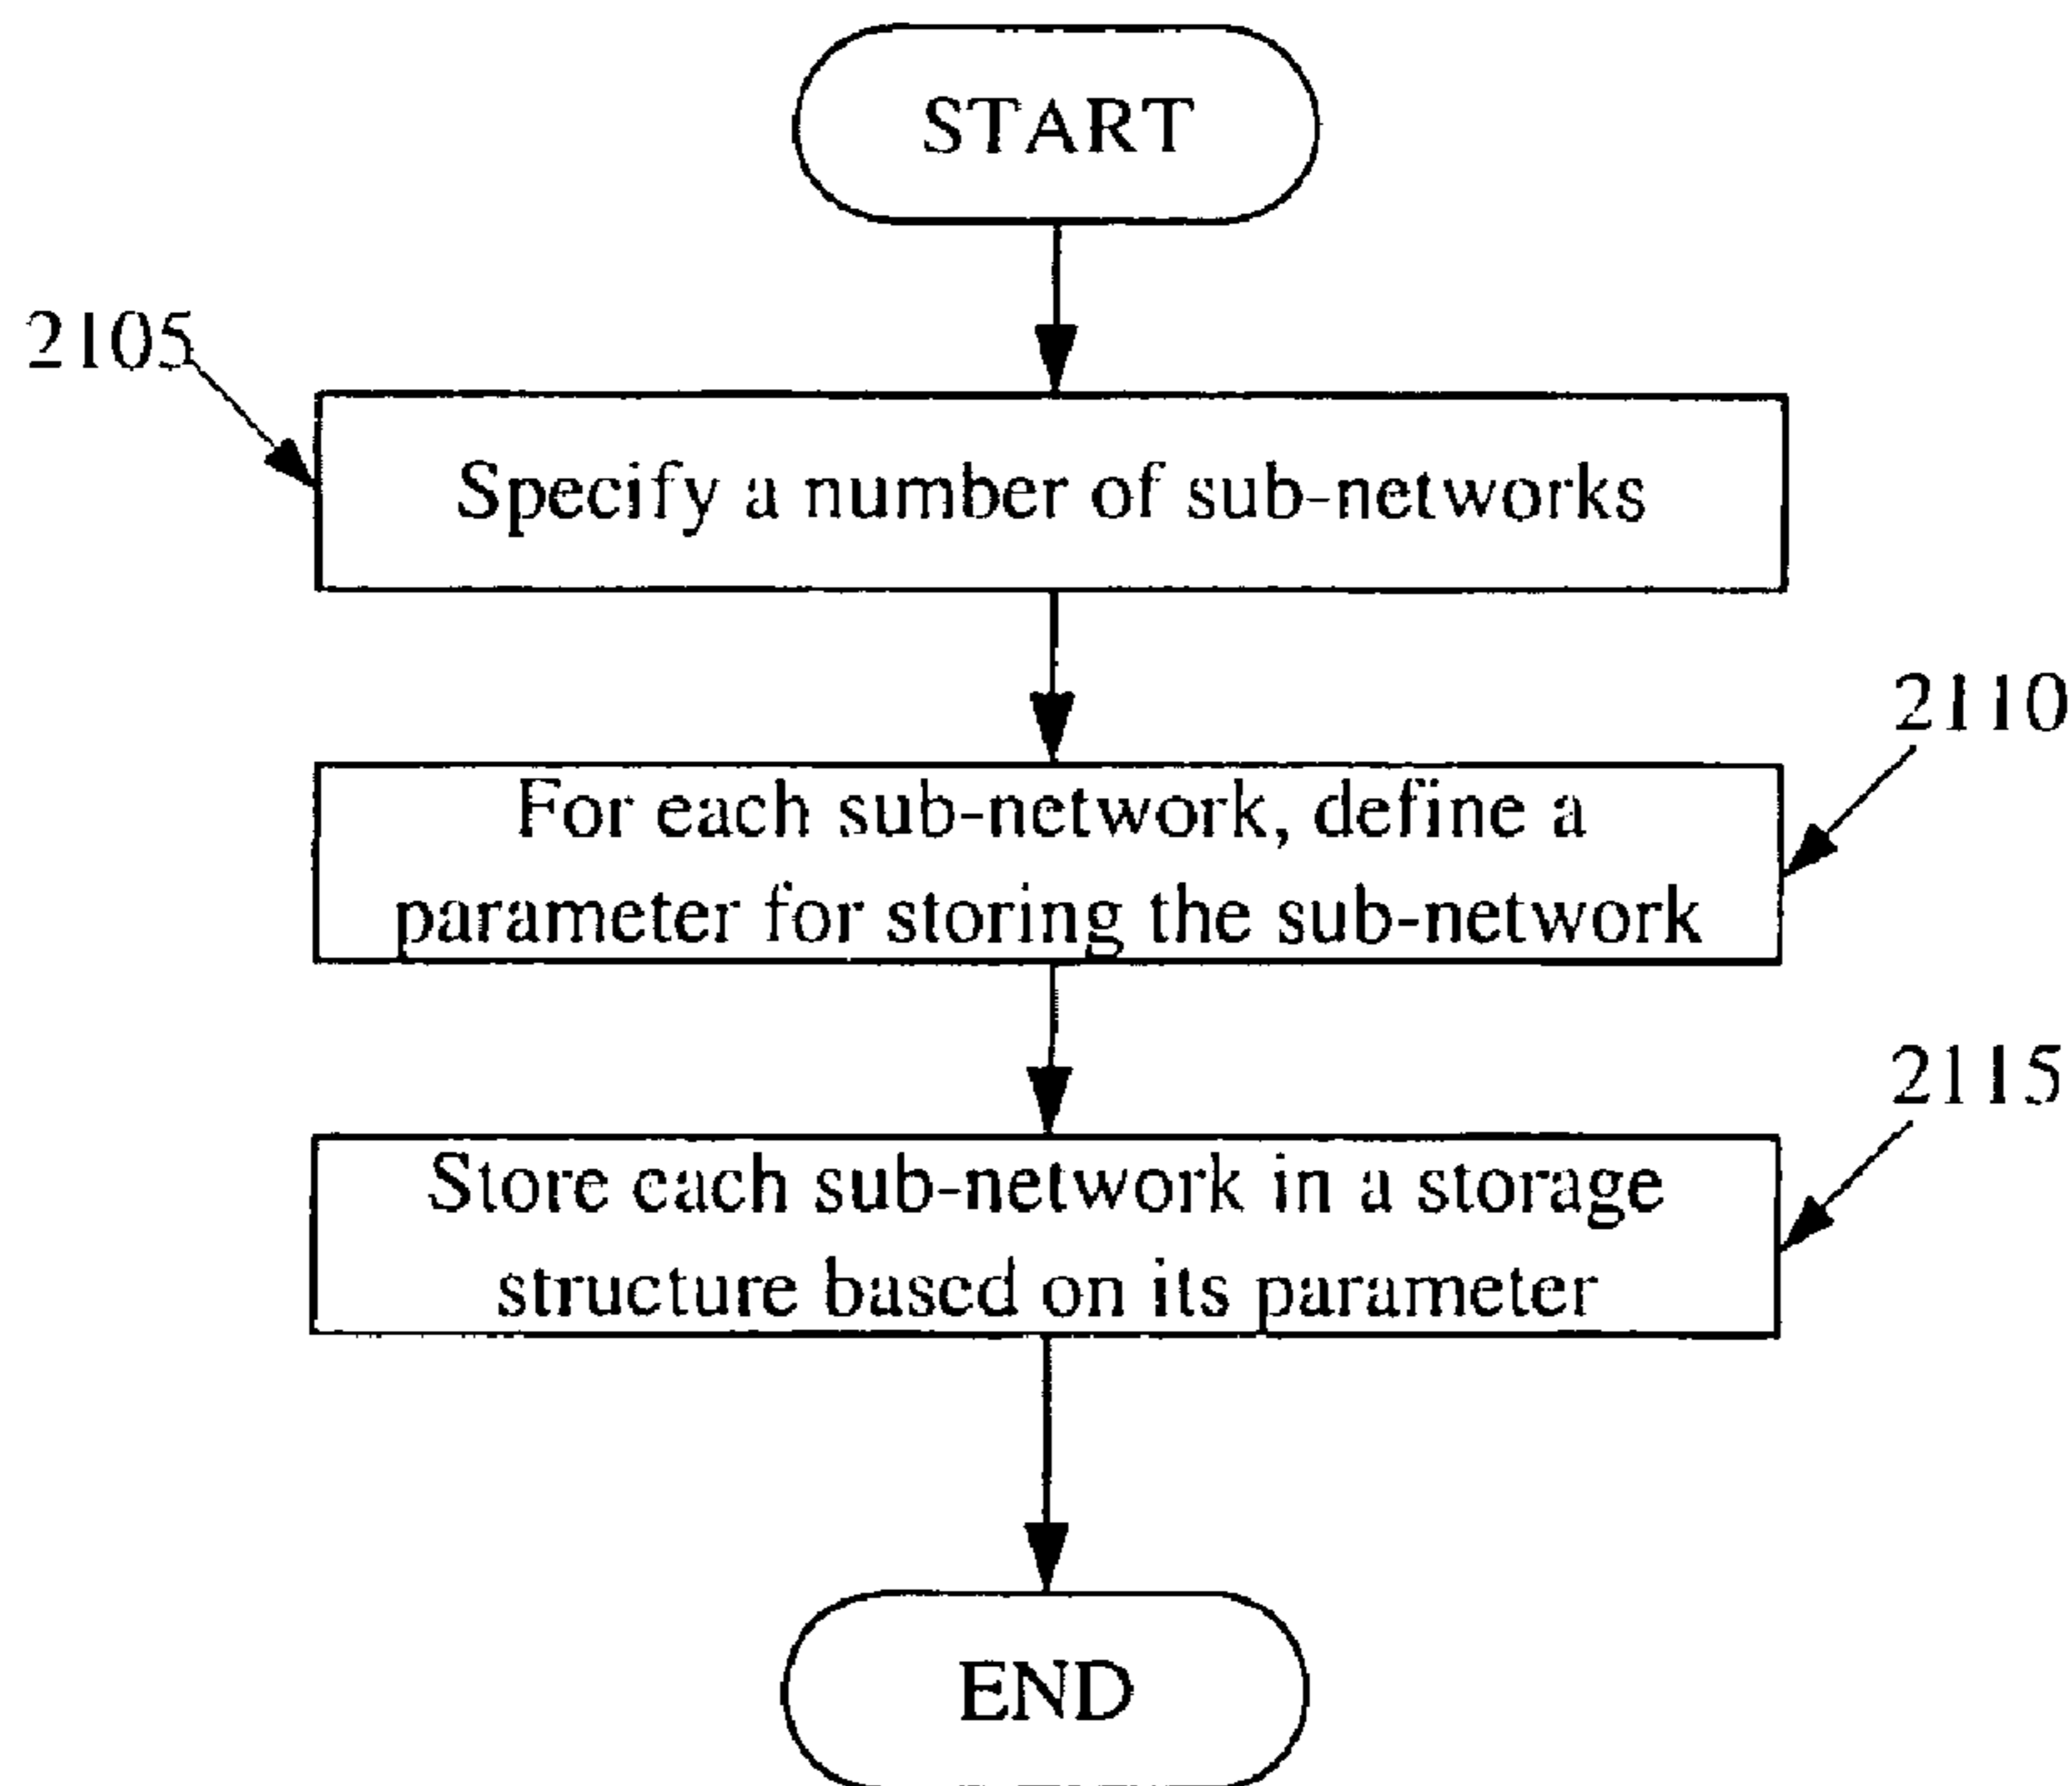 START
2105
Specify a number of sub-networks
2110
For each sub-network, define a
parameter for storing the sub-network
2115
Store each sub-network in a storage
structure based on its parameter
END